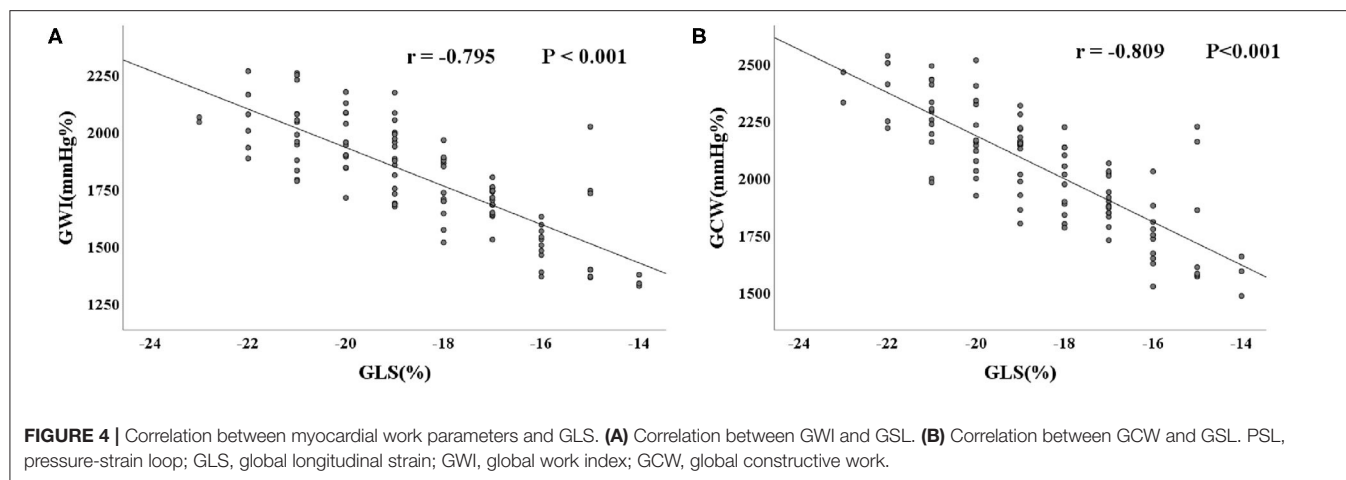 A
r = -0.795 P < 0.001
2250
2000
1750
1500
1250
GWI(mmHg%)
-24 -22 -20 -18 -16 -14
GLS(%)
B
r = -0.809 P<0.001
2500
2250
2000
1750
1500
GCW(mmHg%)
-24 -22 -20 -18 -16 -14
GLS(%)
FIGURE 4 | Correlation between myocardial work parameters and GLS. (A) Correlation between GWI and GSL. (B) Correlation between GCW and GSL. PSL,
pressure-strain loop; GLS, global longitudinal strain; GWI, global work index; GCW, global constructive work.